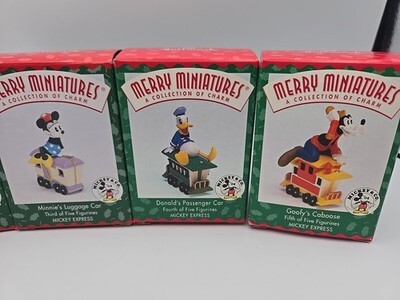 MERRY MINIATURES
A COLLECTION OF CHARM
Minnie's Luggage Car
Third of Five Figurines
MICKEY EXPRESS
MERRY MINIATURES®
A COLLECTION OF CHARM
Donald's Passenger Car
Fourth of Five Figurines
MICKEY EXPRESS
MERRY MINIATURES
A COLLECTION OF CHARM
Goofy's Caboose
Fifth of Five Figurines
MICKEY EXPRESS